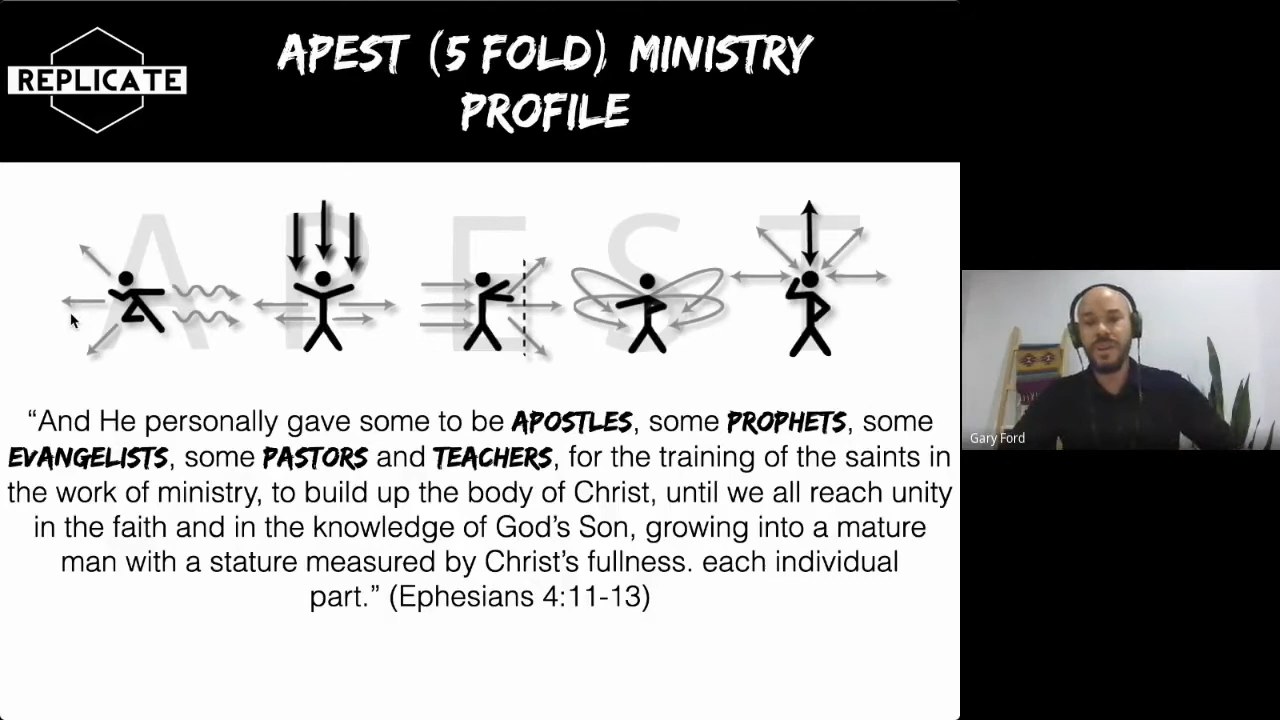 REPLICATE
APEST (5 FOLD) MINISTRY
PROFILE
A P E S T
“And He personally gave some to be APOSTLES, some PROPHETS, some
EVANGELISTS, some PASTORS and TEACHERS, for the training of the saints in
the work of ministry, to build up the body of Christ, until we all reach unity
in the faith and in the knowledge of God’s Son, growing into a mature
man with a stature measured by Christ’s fullness. each individual
part.” (Ephesians 4:11-13)
Gary Ford